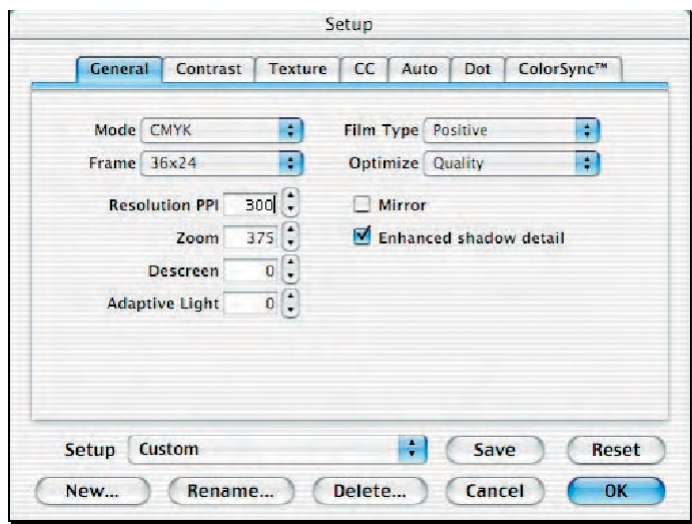 Setup
General Contrast Texture CC Auto Dot ColorSync™
Mode CMYK Film Type Positive
Frame 36x24 Optimize Quality
Resolution PPI 300 Mirror
Zoom 375 Enhanced shadow detail
Descreen 0
Adaptive Light 0
Setup Custom Save Reset
New... Rename... Delete... Cancel OK